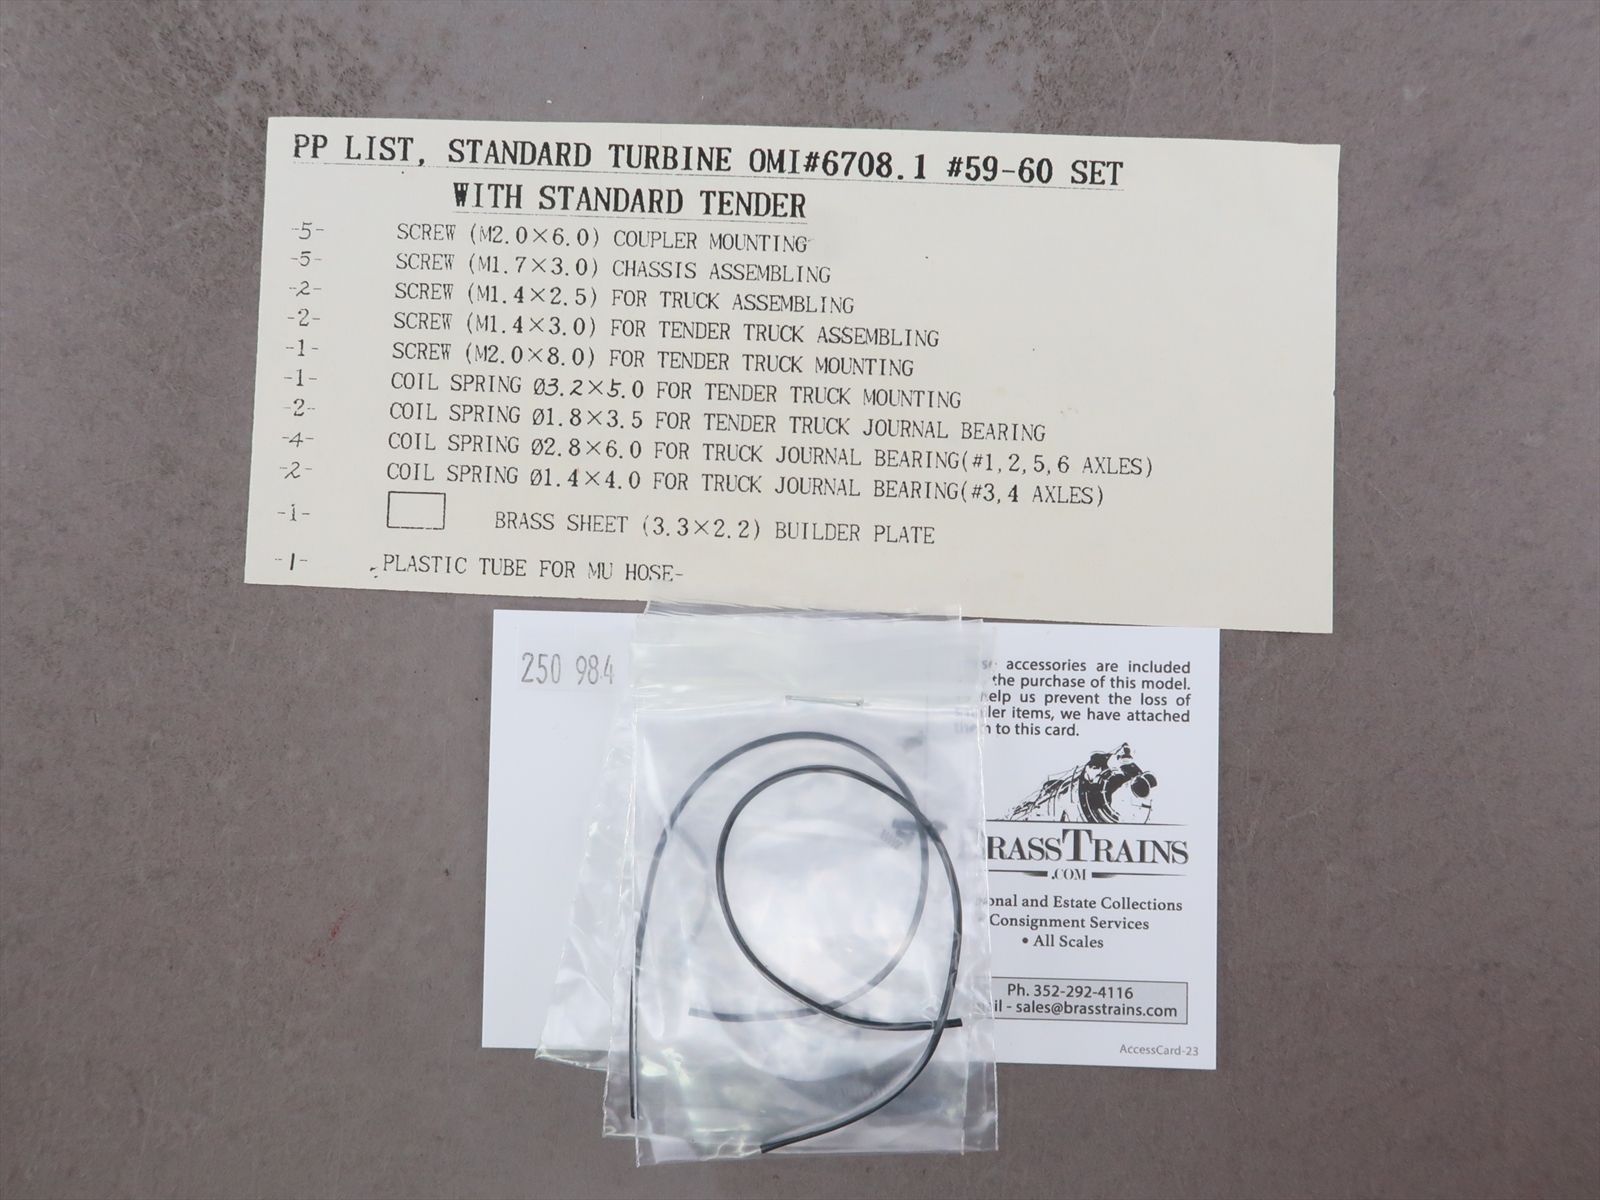 PP LIST, STANDARD TURBINE OMI#6708.1 #59-60 SET
WITH STANDARD TENDER
-5- SCREW (M2.0×6.0) COUPLER MOUNTING
-5- SCREW (M1.7×3.0) CHASSIS ASSEMBLING
-2- SCREW (M1.4×2.5) FOR TRUCK ASSEMBLING
-2- SCREW (M1.4×3.0) FOR TENDER TRUCK ASSEMBLING
-1- SCREW (M2.0×8.0) FOR TENDER TRUCK MOUNTING
-1- COIL SPRING Ø3.2×5.0 FOR TENDER TRUCK MOUNTING
-2- COIL SPRING Ø1.8×3.5 FOR TENDER TRUCK JOURNAL BEARING
-4- COIL SPRING Ø2.8×6.0 FOR TRUCK JOURNAL BEARING(#1,2,5,6 AXLES)
-2- COIL SPRING Ø1.4×4.0 FOR TRUCK JOURNAL BEARING(#3,4 AXLES)
-1- BRASS SHEET (3.3×2.2) BUILDER PLATE
-1- PLASTIC TUBE FOR MU HOSE-
250 984
accessories are included
the purchase of this model.
help us prevent the loss of
items, we have attached
to this card.
RASSTRAINS
.COM
and Estate Collections
Consignment Services
• All Scales
Ph. 352-292-4116
- sales@brasstrains.com
AccessCard-23